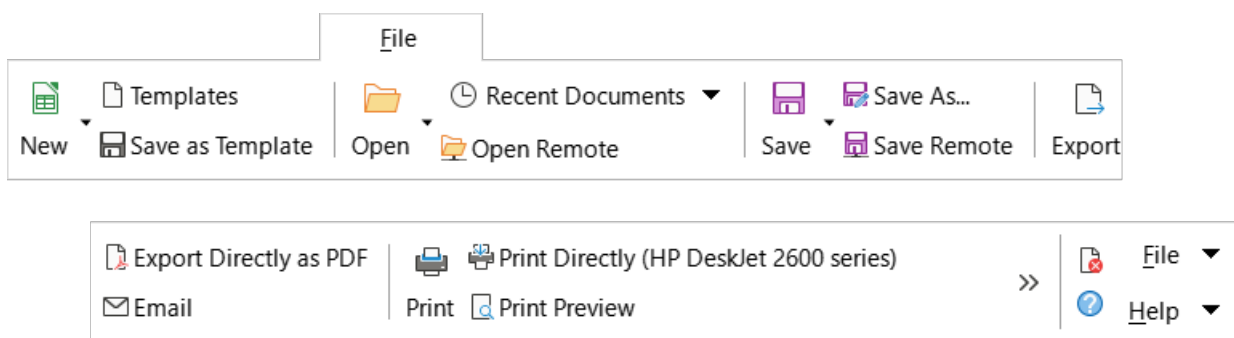 File
Templates Recent Documents Save As...
New Save as Template Open Open Remote Save Save Remote Export
Export Directly as PDF Print Directly (HP DeskJet 2600 series) File
Email Print Print Preview » Help